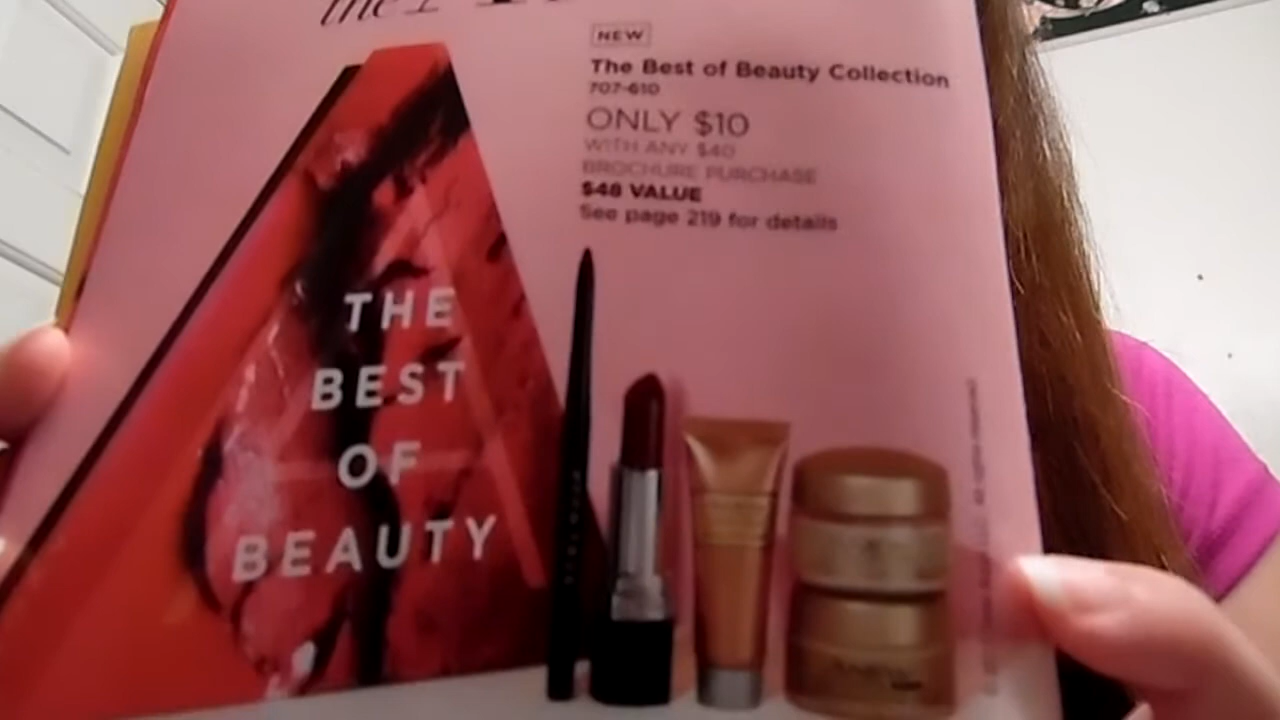 the
NEW
The Best of Beauty Collection
707-610
ONLY $10
WITH ANY $40
BROCHURE PURCHASE
$48 VALUE
See page 219 for details
THE
BEST
OF
BEAUTY